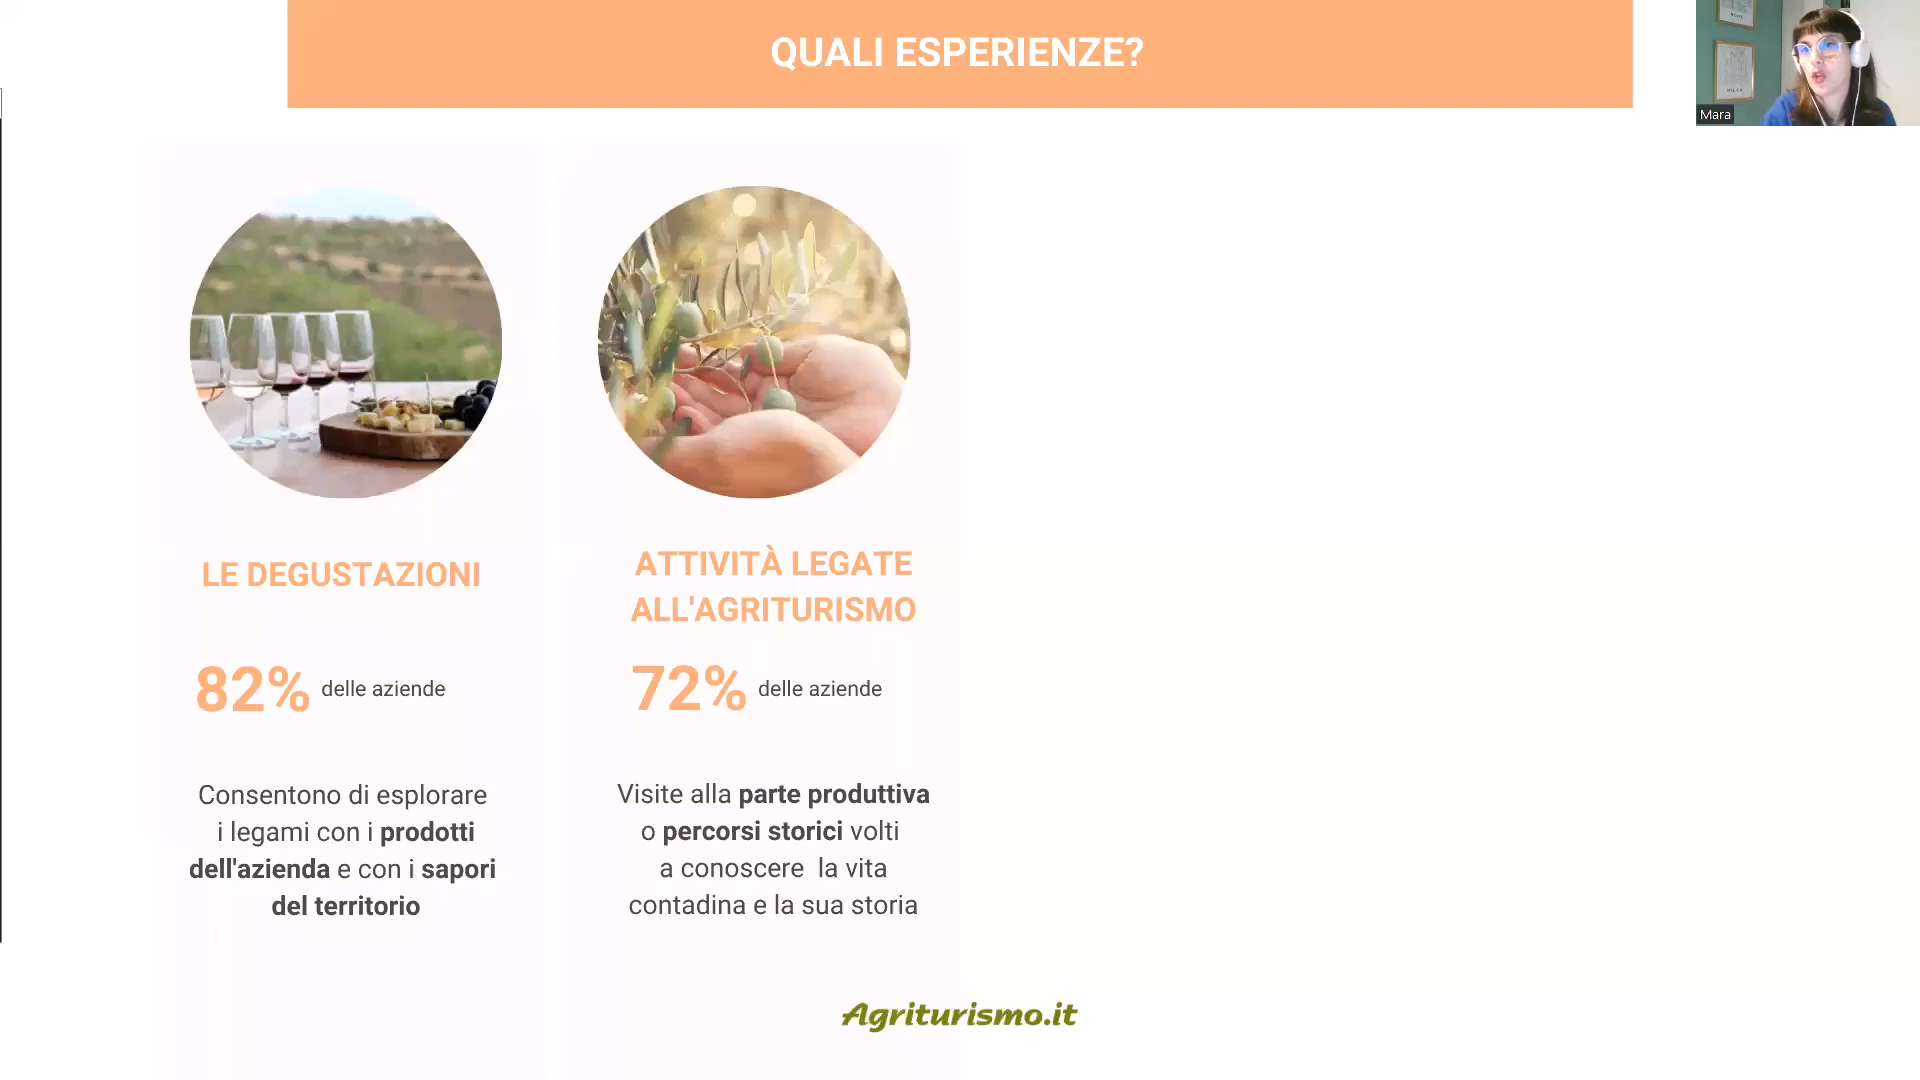 QUALI ESPERIENZE?
Mara
LE DEGUSTAZIONI
82% delle aziende
Consentono di esplorare
i legami con i prodotti
dell'azienda e con i sapori
del territorio
ATTIVITÀ LEGATE
ALL'AGRITURISMO
72% delle aziende
Visite alla parte produttiva
o percorsi storici volti
a conoscere la vita
contadina e la sua storia
Agriturismo.it